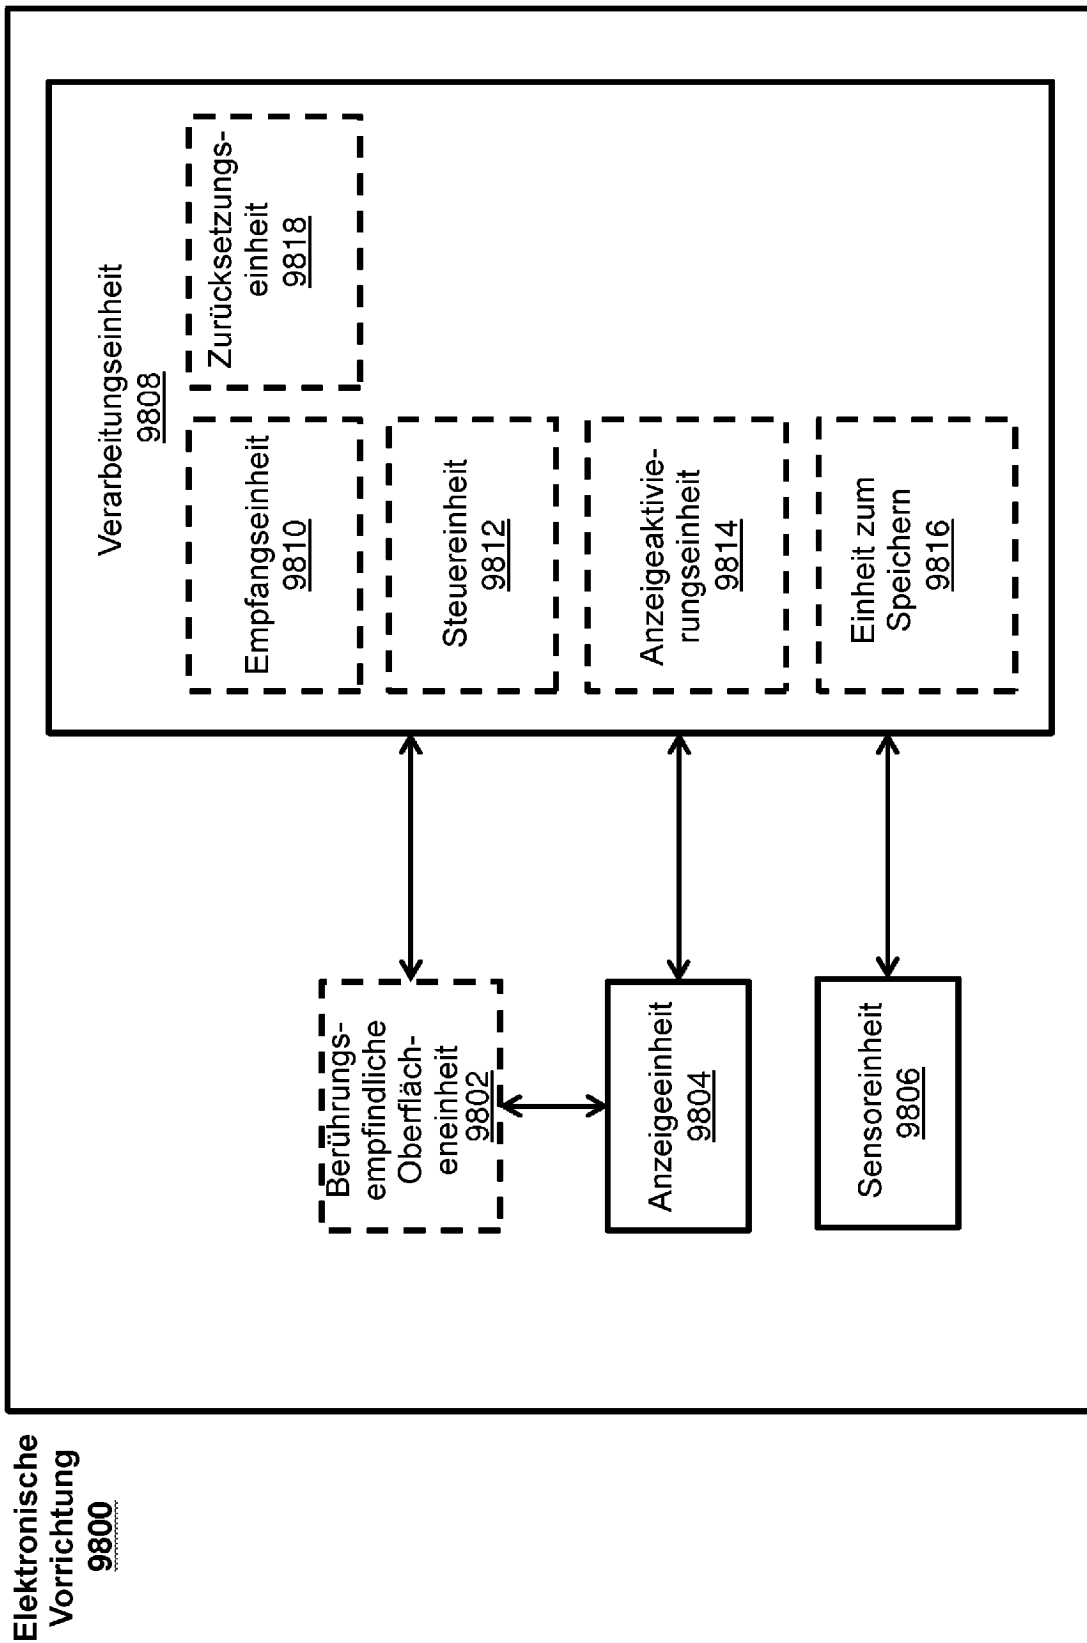 Elektronische
Vorrichtung
9800
Verarbeitungseinheit
9808
Empfangseinheit
9810
Zurücksetzungs-
einheit
9818
Steuereinheit
9812
Anzeigeaktivie-
rungseinheit
9814
Einheit zum
Speichern
9816
Berührungs-
empfindliche
Oberfläch-
eneinheit
9802
Anzeigeeinheit
9804
Sensoreinheit
9806